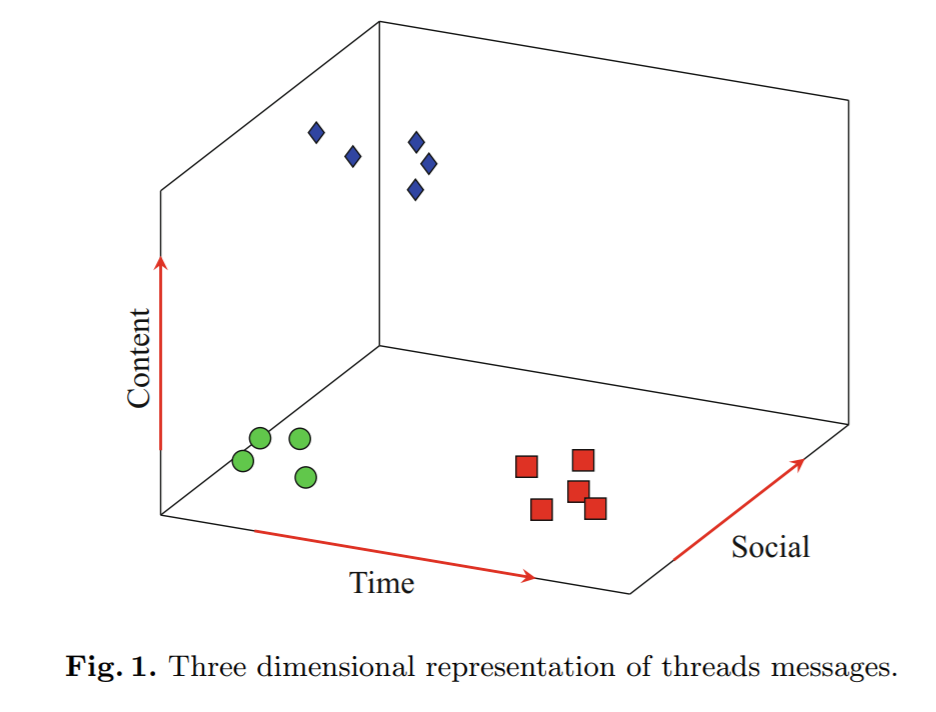 Content
Social
Time
Fig. 1. Three dimensional representation of threads messages.